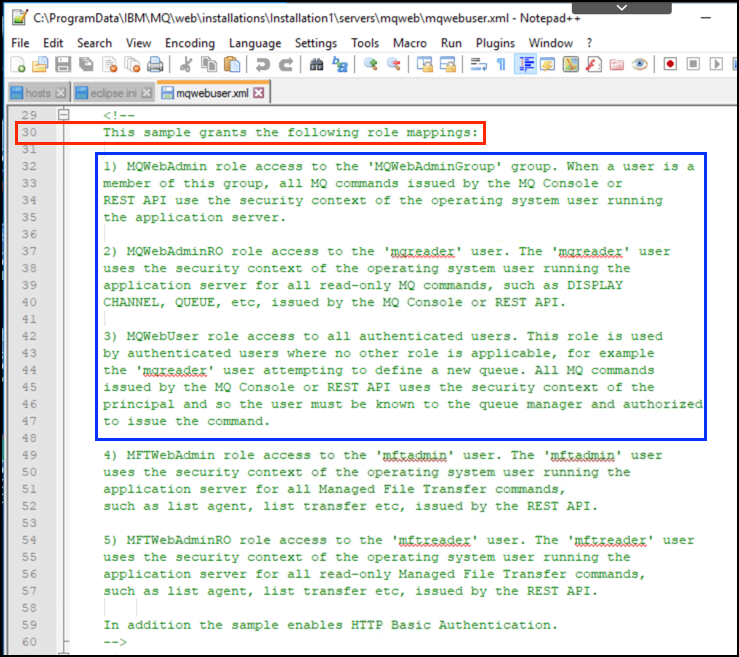 C:\ProgramData\IBM\MQ\web\installations\Installation1\servers\mqweb\mqwebuser.xml - Notepad++
File Edit Search View Encoding Language Settings Tools Macro Run Plugins Window ?
hosts eclipse.ini mqwebuser.xml
29 <!--
30 This sample grants the following role mappings:
31
32 1) MQWebAdmin role access to the 'MQWebAdminGroup' group. When a user is a
33 member of this group, all MQ commands issued by the MQ Console or
34 REST API use the security context of the operating system user running
35 the application server.
36
37 2) MQWebAdminRO role access to the 'mqreader' user. The 'mqreader' user
38 uses the security context of the operating system user running the
39 application server for all read-only MQ commands, such as DISPLAY
40 CHANNEL, QUEUE, etc, issued by the MQ Console or REST API.
41
42 3) MQWebUser role access to all authenticated users. This role is used
43 by authenticated users where no other role is applicable, for example
44 the 'mqreader' user attempting to define a new queue. All MQ commands
45 issued by the MQ Console or REST API uses the security context of the
46 principal and so the user must be known to the queue manager and authorized
47 to issue the command.
48
49 4) MFTWebAdmin role access to the 'mftadmin' user. The 'mftadmin' user
50 uses the security context of the operating system user running the
51 application server for all Managed File Transfer commands,
52 such as list agent, list transfer etc, issued by the REST API.
53
54 5) MFTWebAdminRO role access to the 'mftreader' user. The 'mftreader' user
55 uses the security context of the operating system user running the
56 application server for all read-only Managed File Transfer commands,
57 such as list agent, list transfer etc, issued by the REST API.
58
59 In addition the sample enables HTTP Basic Authentication.
60 -->